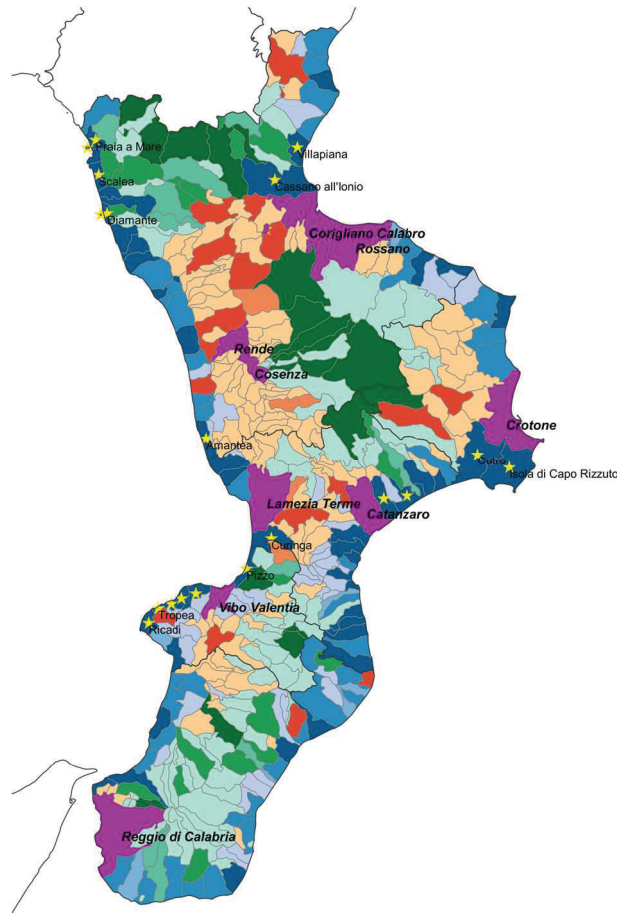 Praia a Mare
Villapiana
Scalea
Cassano all'Ionio
Diamante
Corigliano Calabro
Rossano
Rende
Cosenza
Crotone
Amantea
Cutro
Isola di Capo Rizzuto
Lamezia Terme
Catanzaro
Curinga
Pizzo
Vibo Valentia
Tropea
Ricadi
Reggio di Calabria